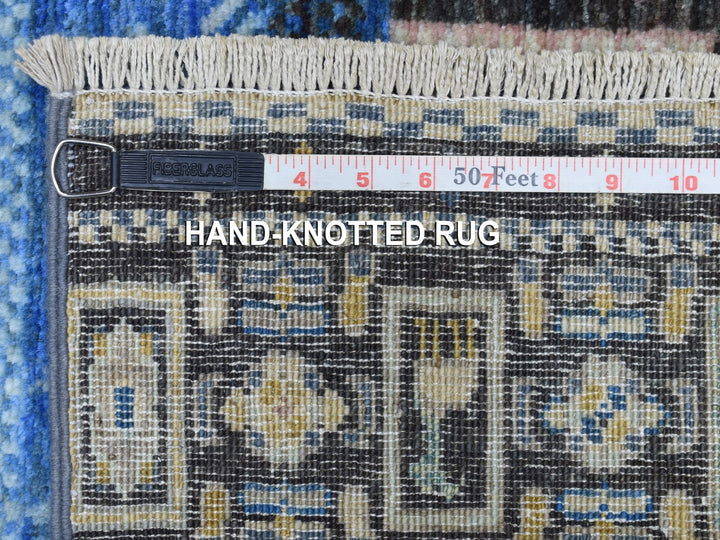 FIBERGLASS 4 5 6 50 Feet 7 8 9 10
HAND-KNOTTED RUG